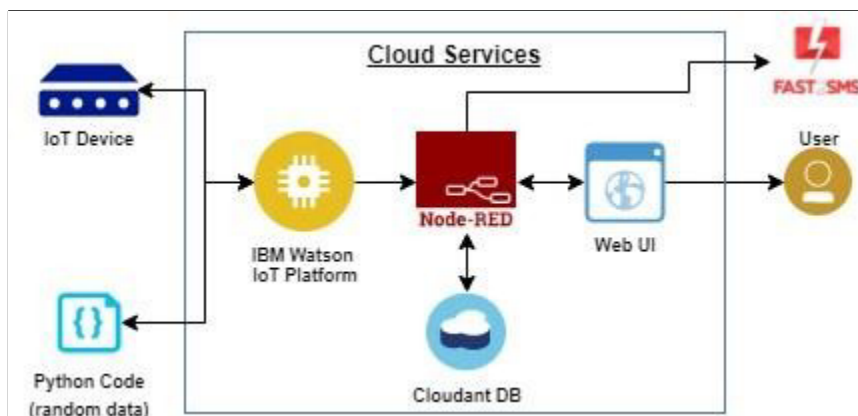 Cloud Services
FAST2SMS
IoT Device
User
Node-RED
IBM Watson
IoT Platform
Web UI
Python Code
(random data)
Cloudant DB